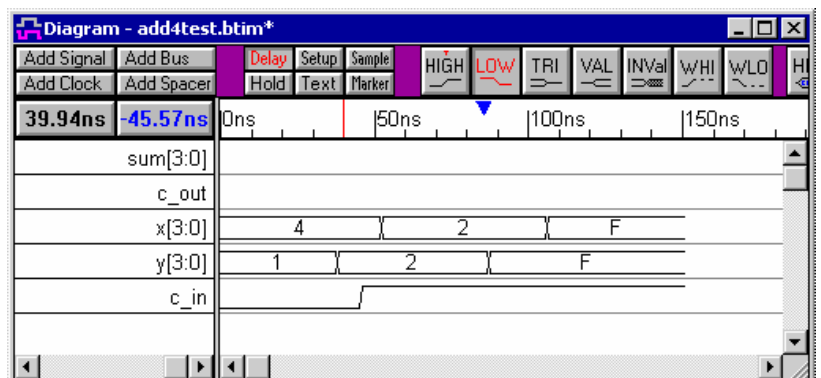 Diagram - add4test.btim*
Add Signal Add Bus Delay Setup Sample HIGH LOW TRI VAL INVal WHI WLO
Add Clock Add Spacer Hold Text Marker
39.94ns -45.57ns 0ns 50ns 100ns 150ns
sum[3:0]
c_out
x[3:0] 4 2 F
y[3:0] 1 2 F
c_in